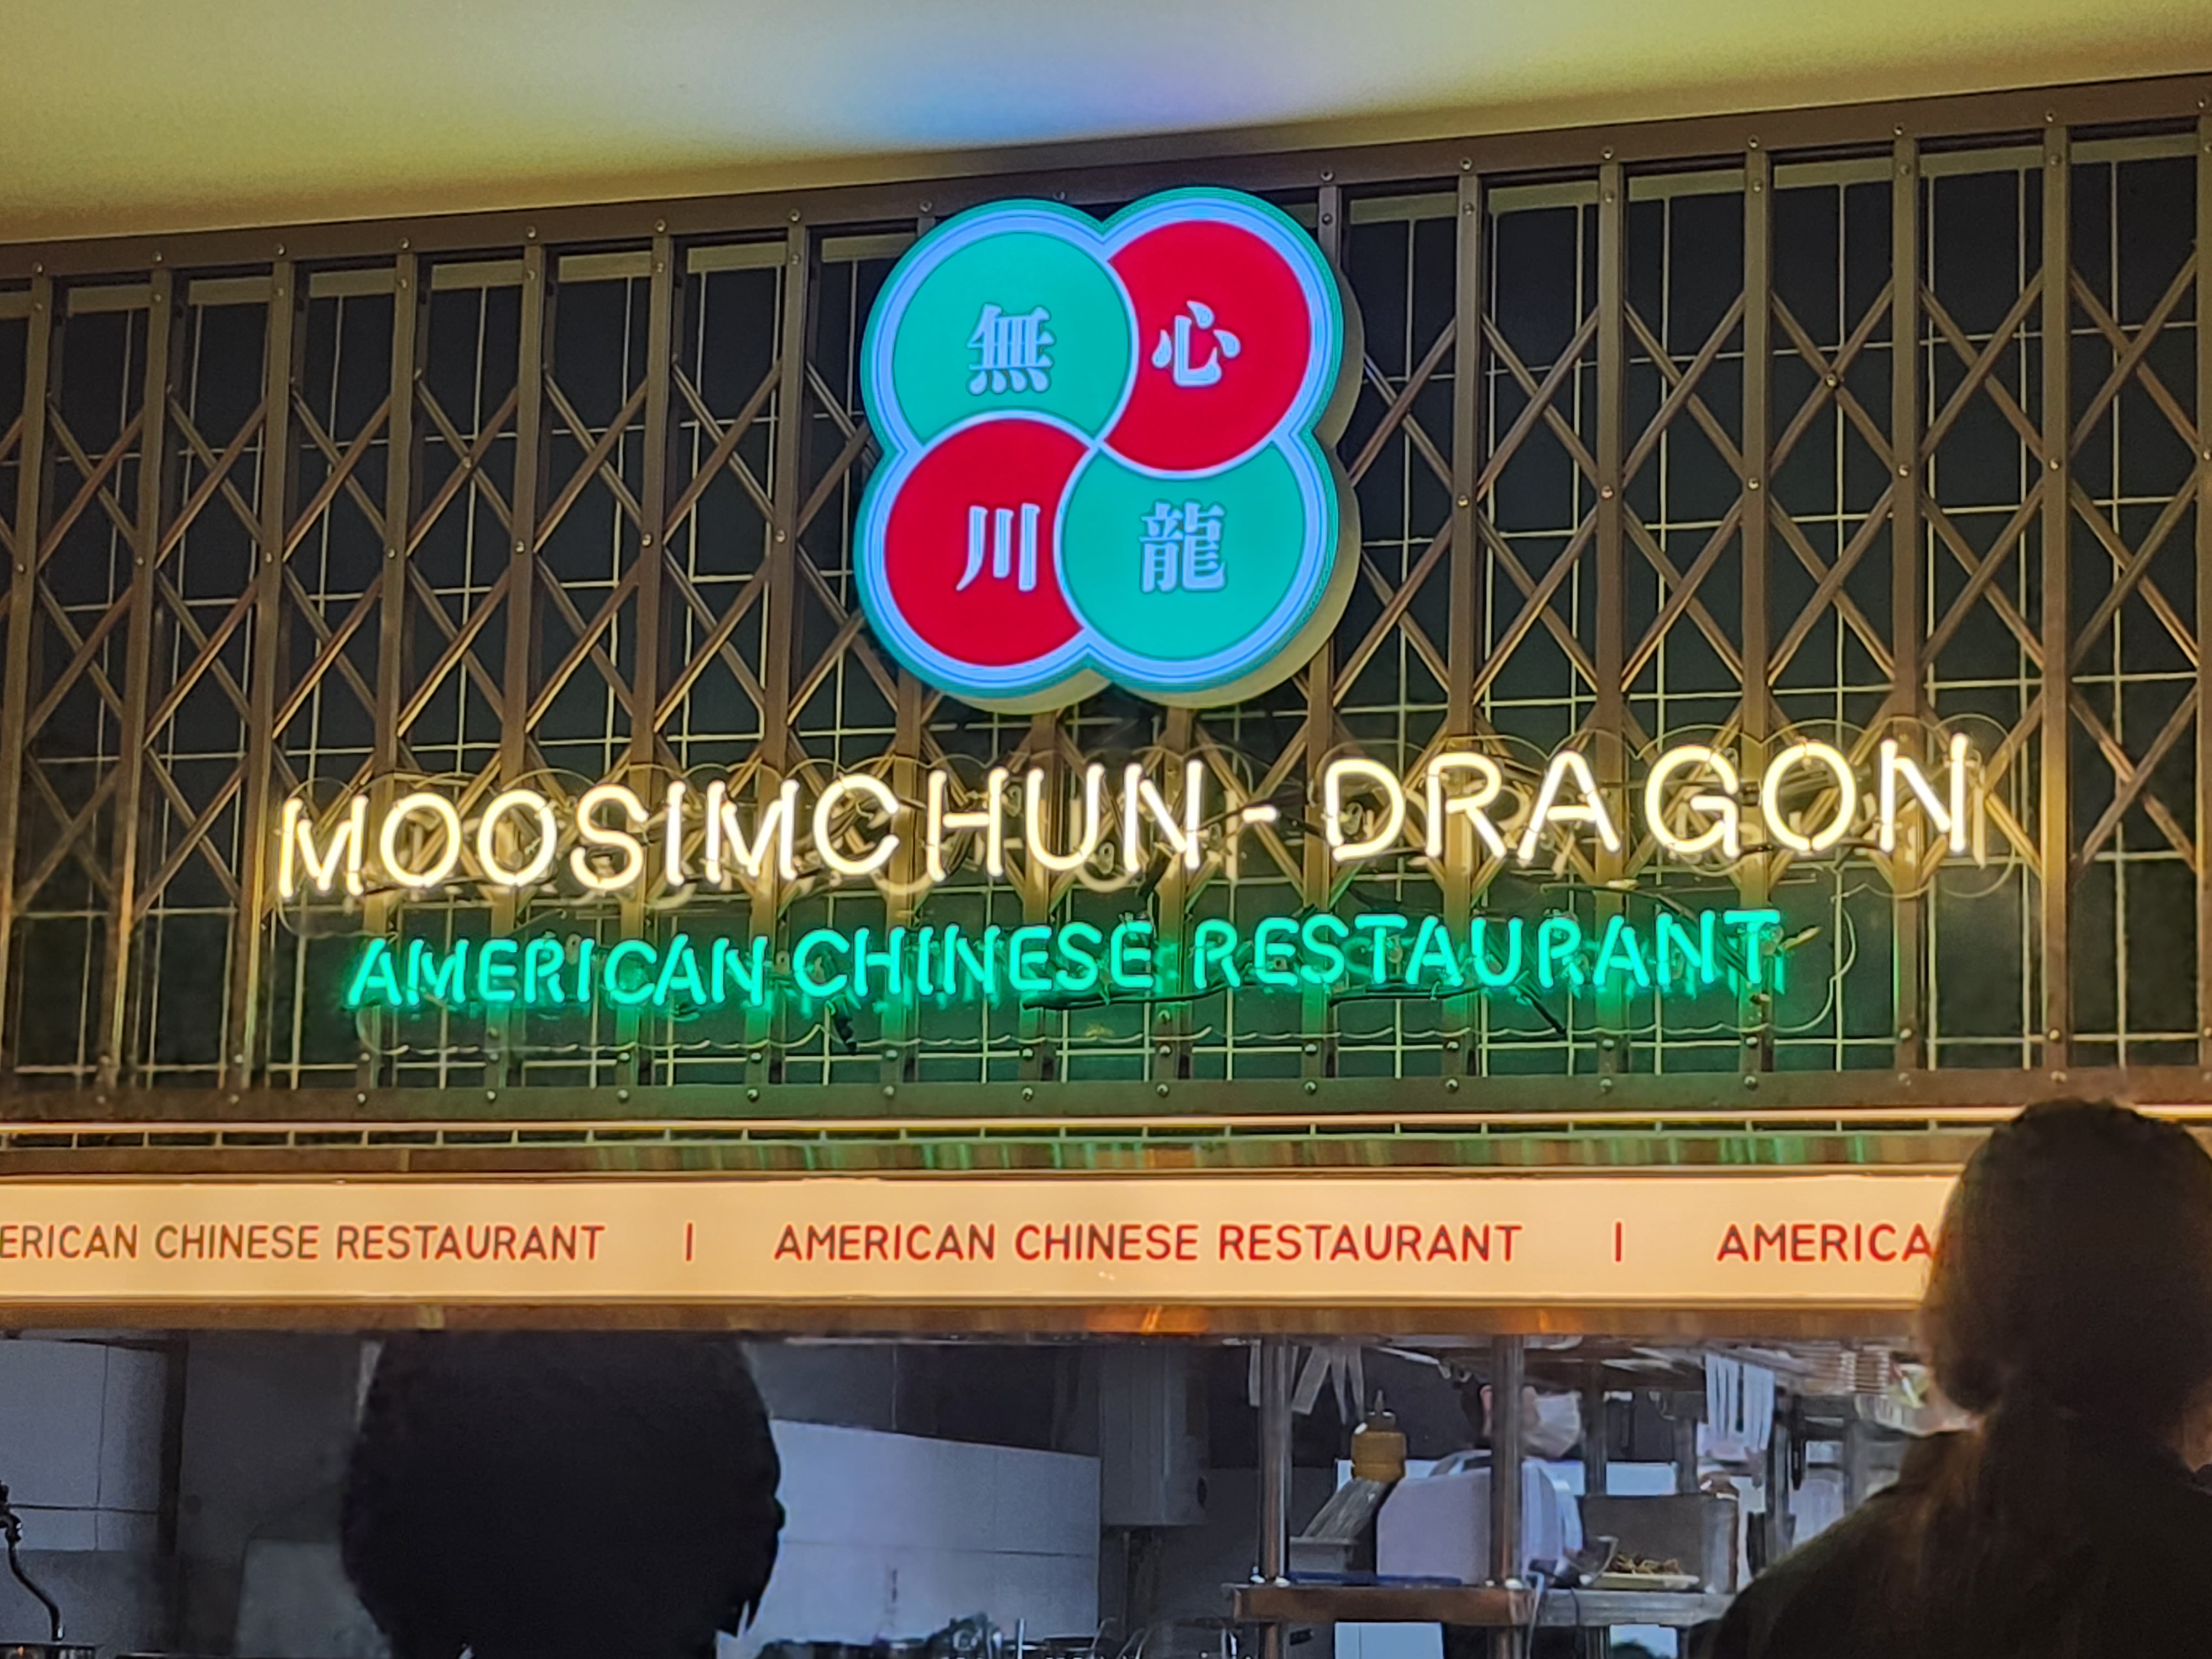 無心
川龍
MOOSIMCHUN-DRAGON
AMERICAN CHINESE RESTAURANT
ERICAN CHINESE RESTAURANT | AMERICAN CHINESE RESTAURANT | AMERICA